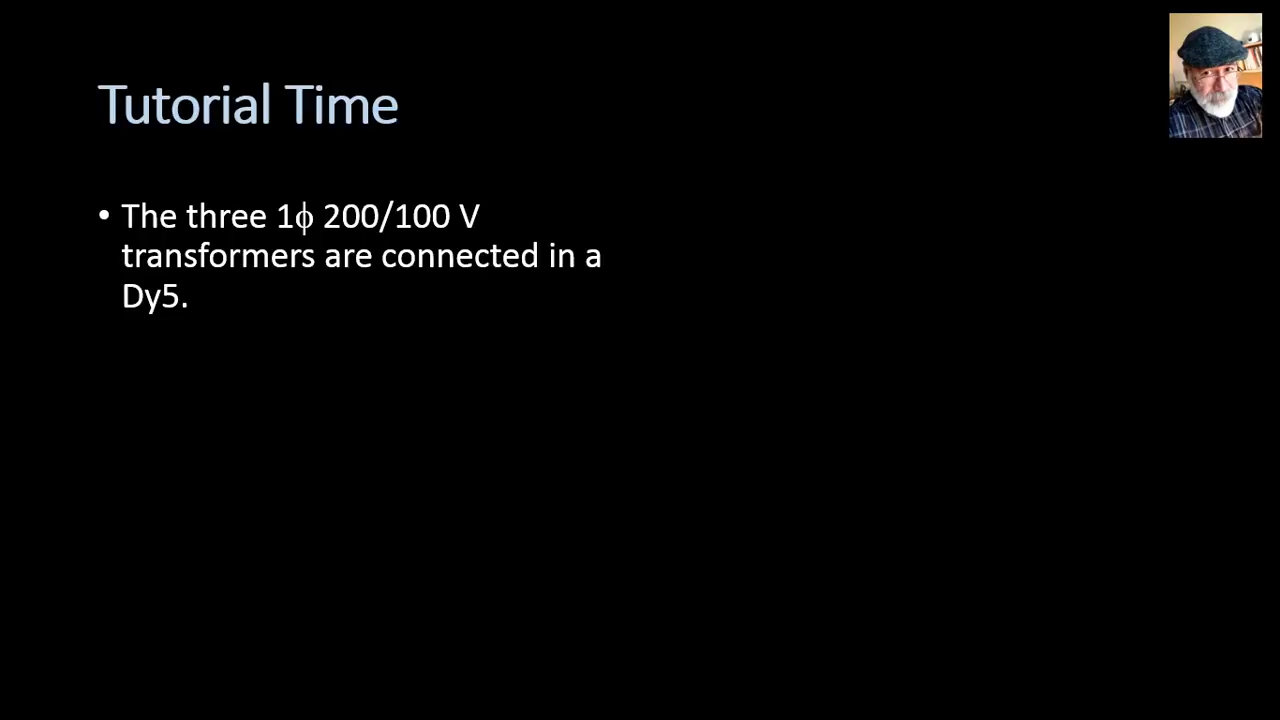 Tutorial Time
• The three 1ϕ 200/100 V
transformers are connected in a
Dy5.